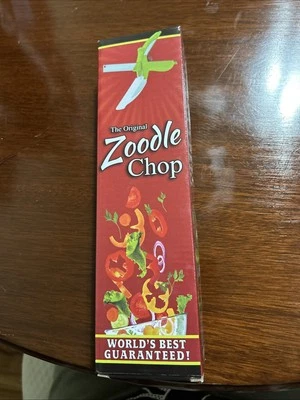 The Original
Zoodle
Chop
WORLD'S BEST
GUARANTEED!